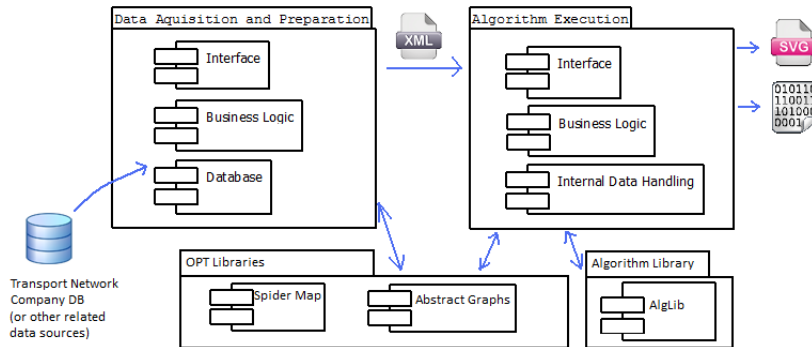 Data Aquisition and Preparation
Interface
Business Logic
Database
XML
Algorithm Execution
Interface
Business Logic
Internal Data Handling
SVG
Transport Network
Company DB
(or other related
data sources)
OPT Libraries
Spider Map
Abstract Graphs
Algorithm Library
AlgLib